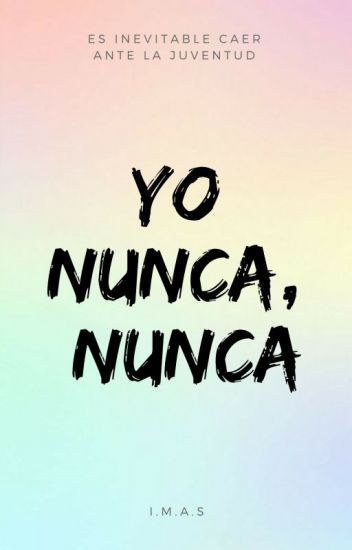 ES INEVITABLE CAER
ANTE LA JUVENTUD
YO
NUNCA,
NUNCA
I.M.A.S